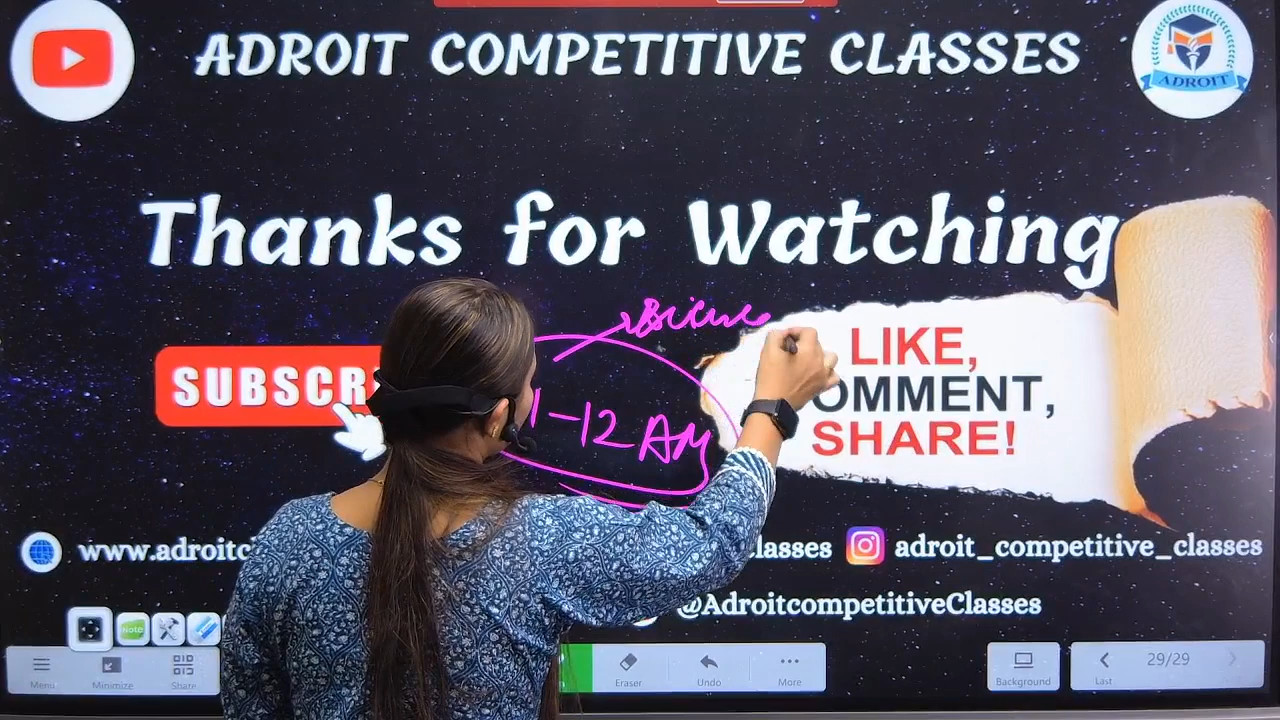 ADROIT COMPETITIVE CLASSES
ADROIT
Thanks for Watching
LIKE,
OMMENT,
SHARE!
SUBSCR
1-12 AM
www.adroitc
classes
adroit_competitive_classes
@AdroitcompetitiveClasses
Note
Menu
Minimize
Share
Eraser
Undo
More
Background
Last
29/29